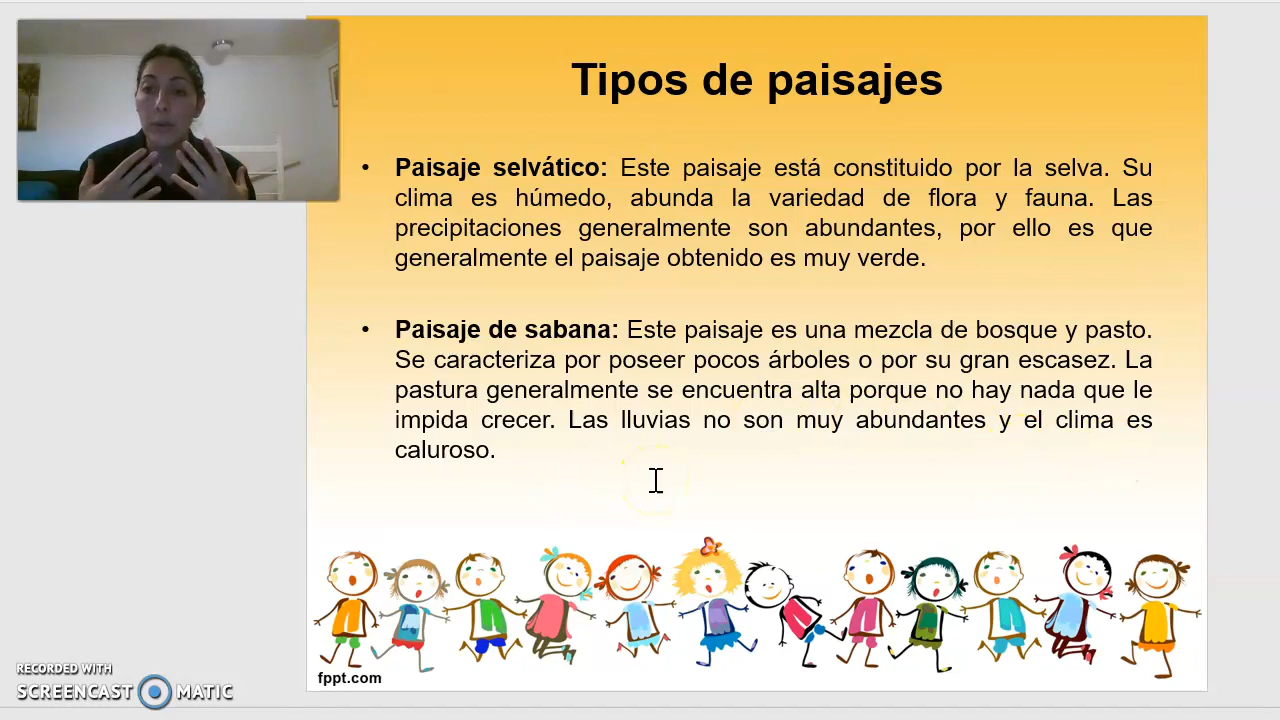 Tipos de paisajes
• Paisaje selvático: Este paisaje está constituido por la selva. Su
clima es húmedo, abunda la variedad de flora y fauna. Las
precipitaciones generalmente son abundantes, por ello es que
generalmente el paisaje obtenido es muy verde.
• Paisaje de sabana: Este paisaje es una mezcla de bosque y pasto.
Se caracteriza por poseer pocos árboles o por su gran escasez. La
pastura generalmente se encuentra alta porque no hay nada que le
impida crecer. Las lluvias no son muy abundantes y el clima es
caluroso.
fppt.com
RECORDED WITH
SCREENCAST MATIC